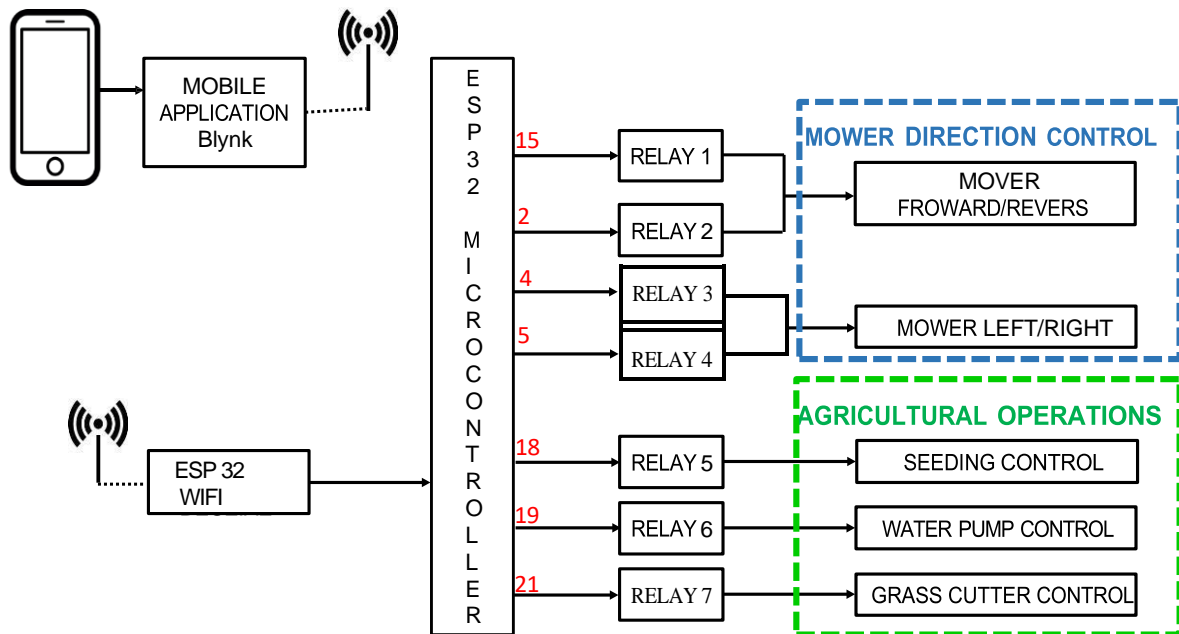 MOBILE
APPLICATION
Blynk
ESP32 MICROCONTROLLER
15
RELAY 1
2
RELAY 2
4
RELAY 3
5
RELAY 4
MOWER DIRECTION CONTROL
MOVER
FROWARD/REVERS
MOWER LEFT/RIGHT
ESP 32
WIFI
18
RELAY 5
19
RELAY 6
21
RELAY 7
AGRICULTURAL OPERATIONS
SEEDING CONTROL
WATER PUMP CONTROL
GRASS CUTTER CONTROL